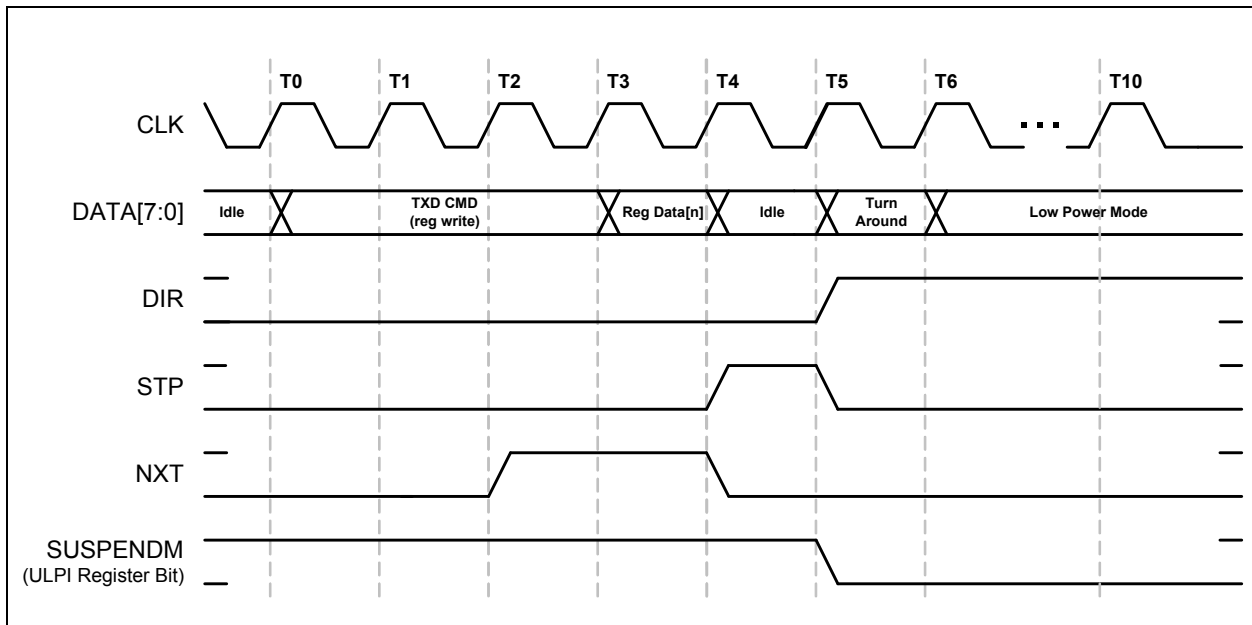 T0 T1 T2 T3 T4 T5 T6 T10
CLK
...
DATA[7:0] Idle TXD CMD Reg Data[n] Idle Turn Low Power Mode
(reg write) Around
DIR
STP
NXT
SUSPENDM
(ULPI Register Bit)